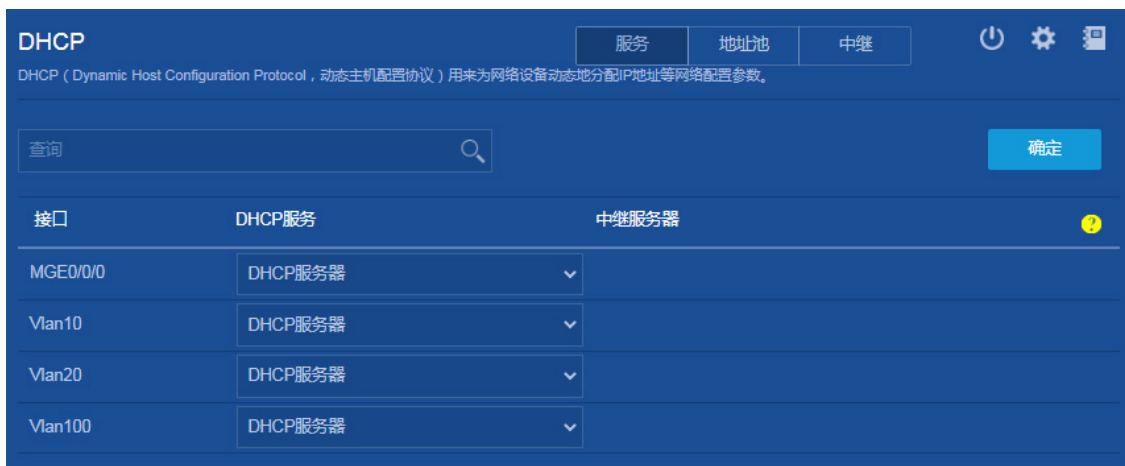 DHCP 服务 地址池 中继
DHCP（Dynamic Host Configuration Protocol，动态主机配置协议）用来为网络设备动态地分配IP地址等网络配置参数。
查询 确定
接口 DHCP服务 中继服务器 ?
MGE0/0/0 DHCP服务器
Vlan10 DHCP服务器
Vlan20 DHCP服务器
Vlan100 DHCP服务器